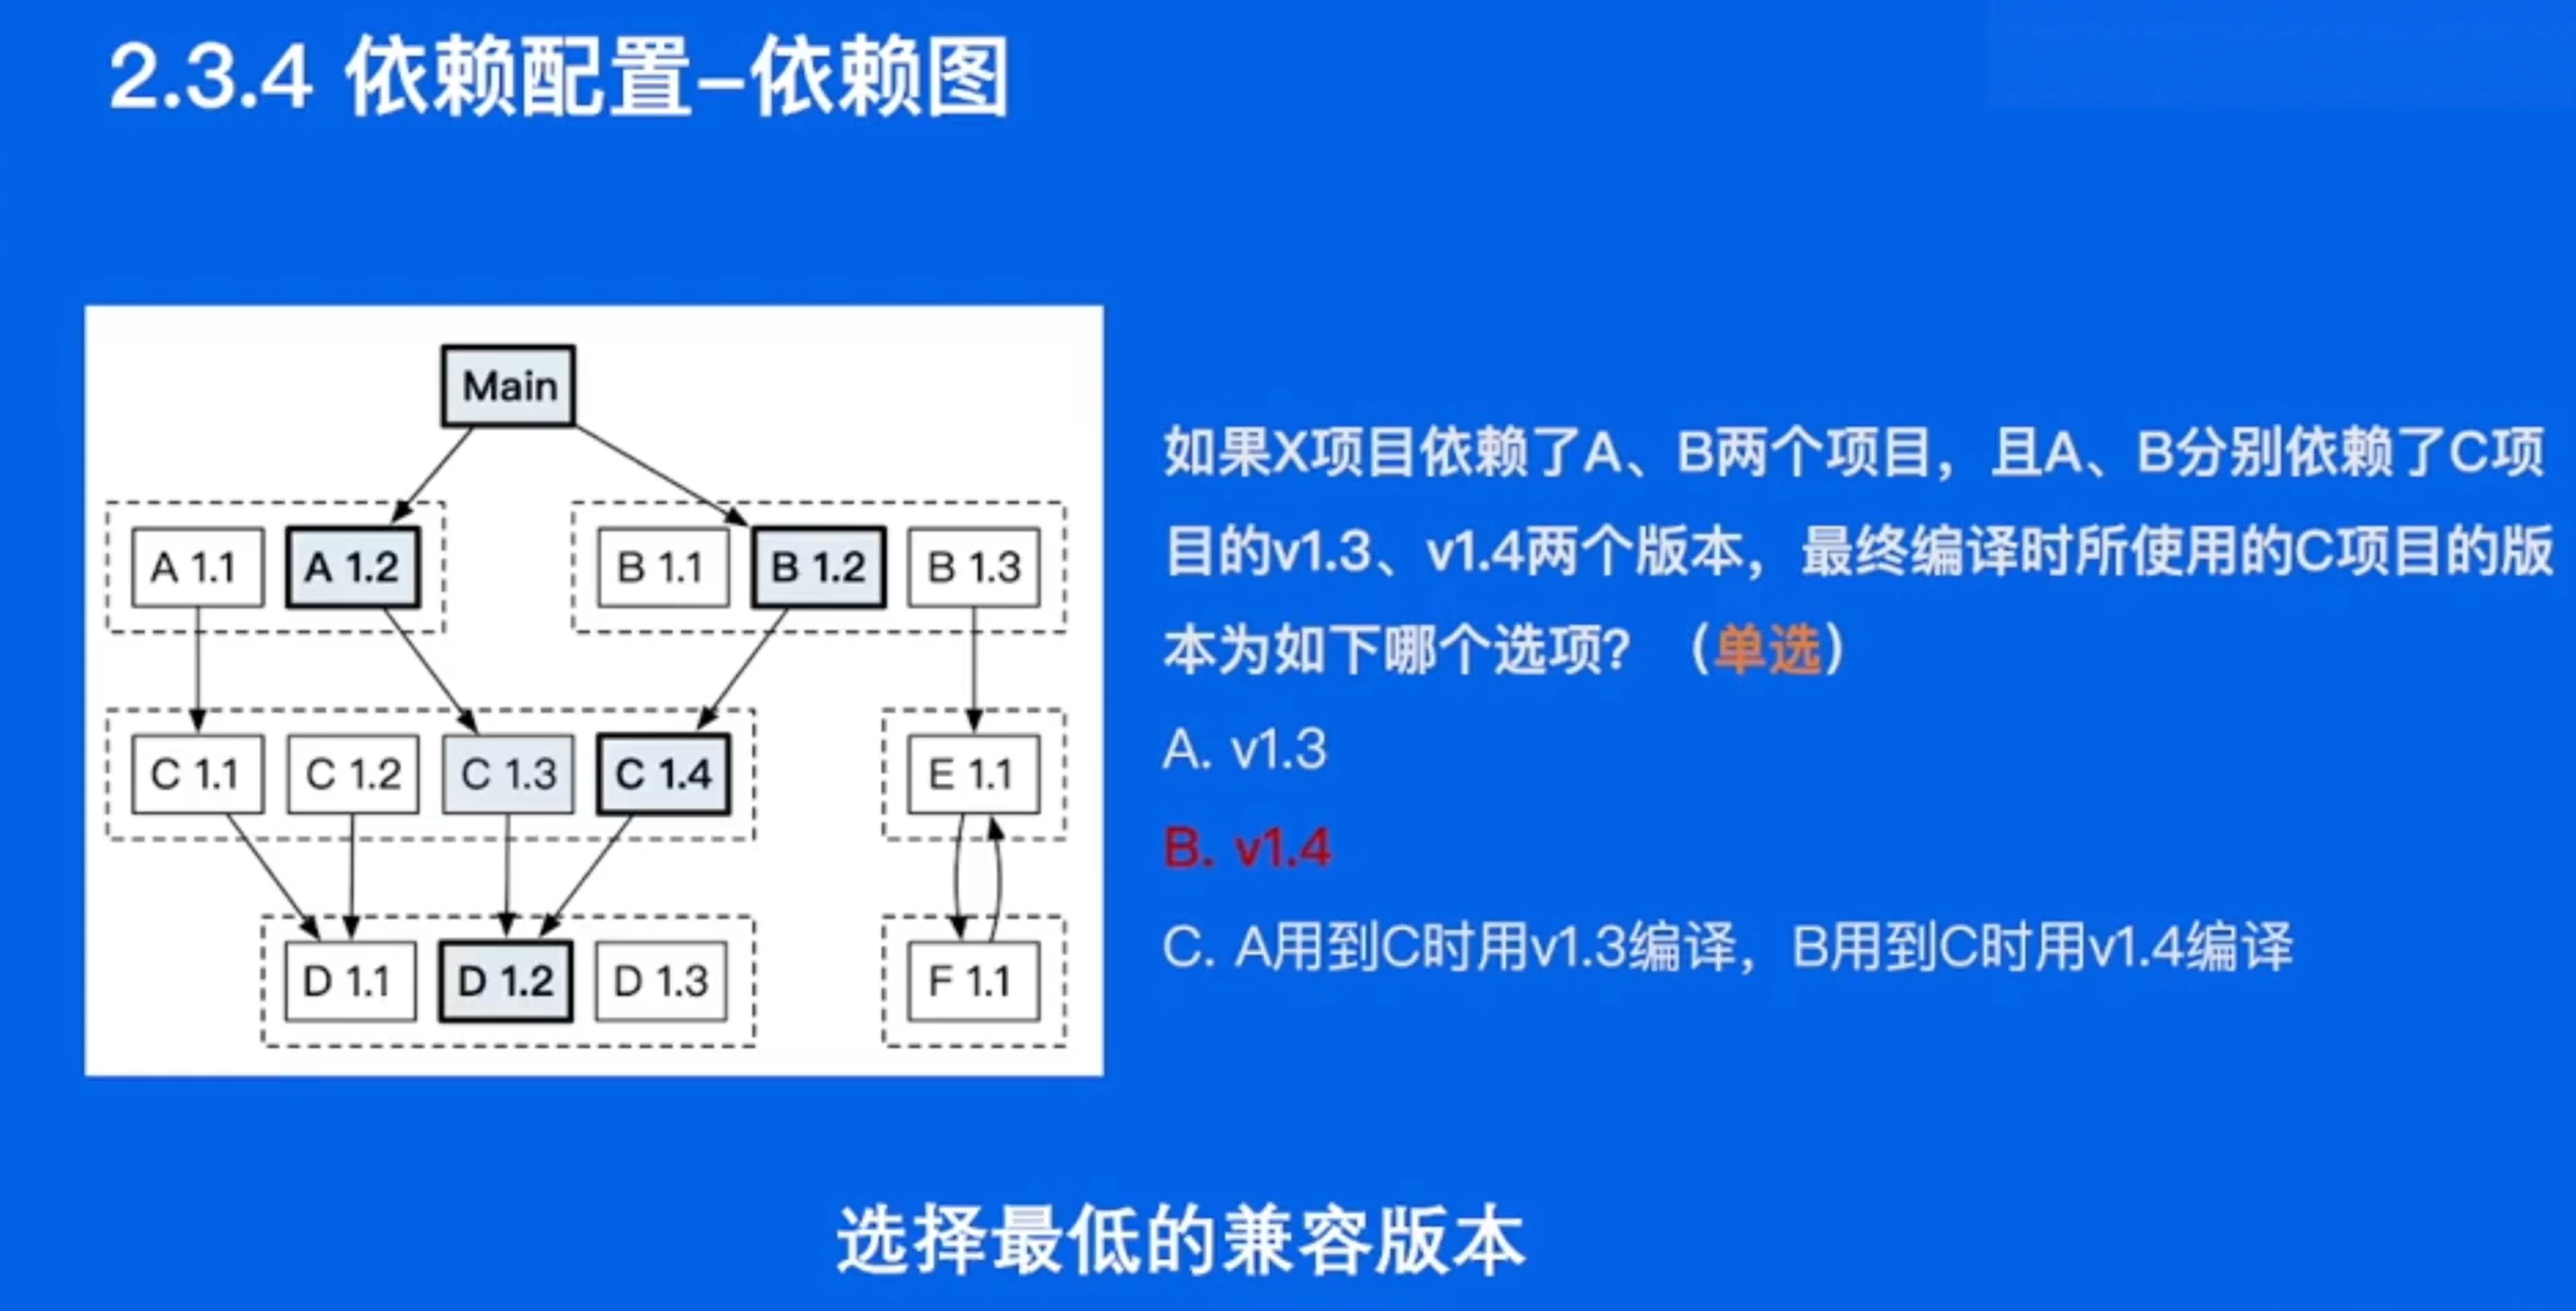 2.3.4 依赖配置-依赖图
Main
A 1.1 A 1.2 B 1.1 B 1.2 B 1.3
C 1.1 C 1.2 C 1.3 C 1.4 E 1.1
D 1.1 D 1.2 D 1.3 F 1.1
如果X项目依赖了A、B两个项目，且A、B分别依赖了C项
目的v1.3、v1.4两个版本，最终编译时所使用的C项目的版
本为如下哪个选项？（单选）
A. v1.3
B. v1.4
C. A用到C时用v1.3编译，B用到C时用v1.4编译
选择最低的兼容版本